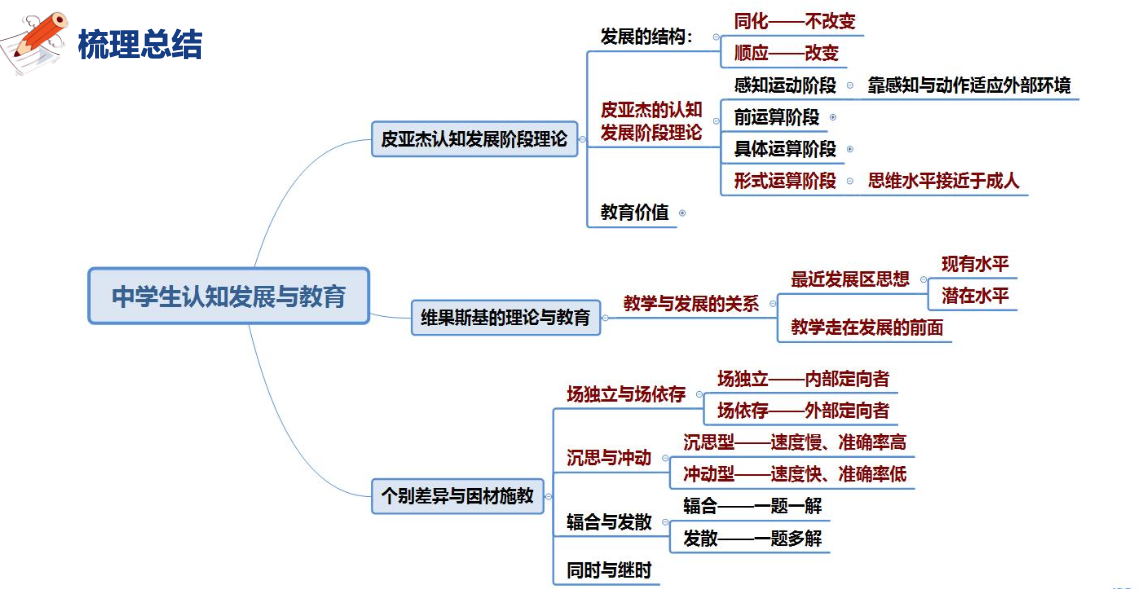 梳理总结
中学生认知发展与教育
皮亚杰认知发展阶段理论
发展的结构：
同化——不改变
顺应——改变
皮亚杰的认知
发展阶段理论
感知运动阶段
靠感知与动作适应外部环境
前运算阶段
具体运算阶段
形式运算阶段
思维水平接近于成人
教育价值
维果斯基的理论与教育
教学与发展的关系
最近发展区思想
现有水平
潜在水平
教学走在发展的前面
个别差异与因材施教
场独立与场依存
场独立——内部定向者
场依存——外部定向者
沉思与冲动
沉思型——速度慢、准确率高
冲动型——速度快、准确率低
辐合与发散
辐合——一题一解
发散——一题多解
同时与继时